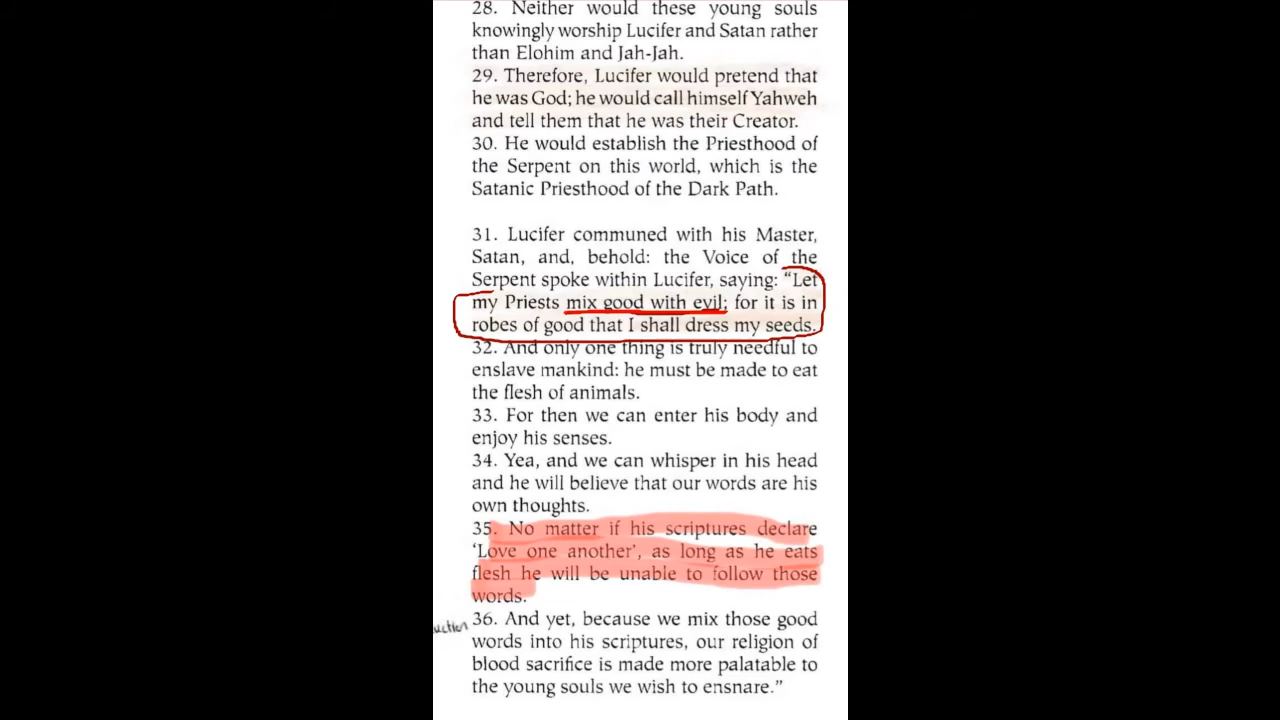 28. Neither would these young souls
knowingly worship Lucifer and Satan rather
than Elohim and Jah-Jah.
29. Therefore, Lucifer would pretend that
he was God; he would call himself Yahweh
and tell them that he was their Creator.
30. He would establish the Priesthood of
the Serpent on this world, which is the
Satanic Priesthood of the Dark Path.
31. Lucifer communed with his Master,
Satan, and, behold: the Voice of the
Serpent spoke within Lucifer, saying: “Let
my Priests mix good with evil; for it is in
robes of good that I shall dress my seeds.
32. And only one thing is truly needful to
enslave mankind: he must be made to eat
the flesh of animals.
33. For then we can enter his body and
enjoy his senses.
34. Yea, and we can whisper in his head
and he will believe that our words are his
own thoughts.
35. No matter if his scriptures declare
‘Love one another’, as long as he eats
flesh he will be unable to follow those
words.
36. And yet, because we mix those good
words into his scriptures, our religion of
blood sacrifice is made more palatable to
the young souls we wish to ensnare.”